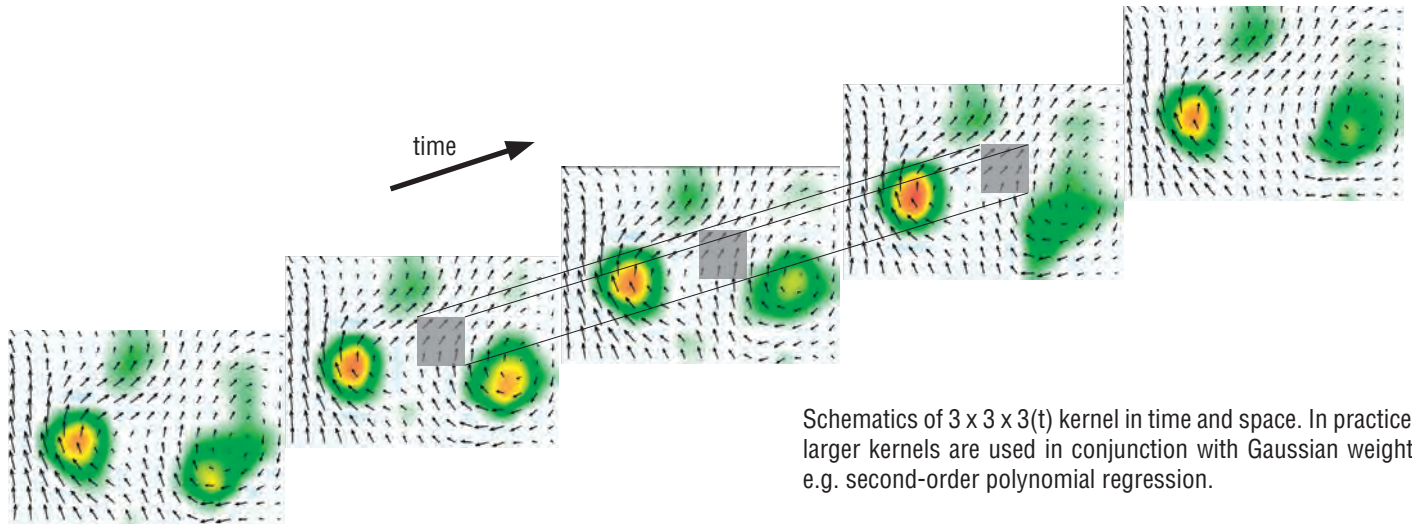 time
Schematics of 3 x 3 x 3(t) kernel in time and space. In practice
larger kernels are used in conjunction with Gaussian weight
e.g. second-order polynomial regression.